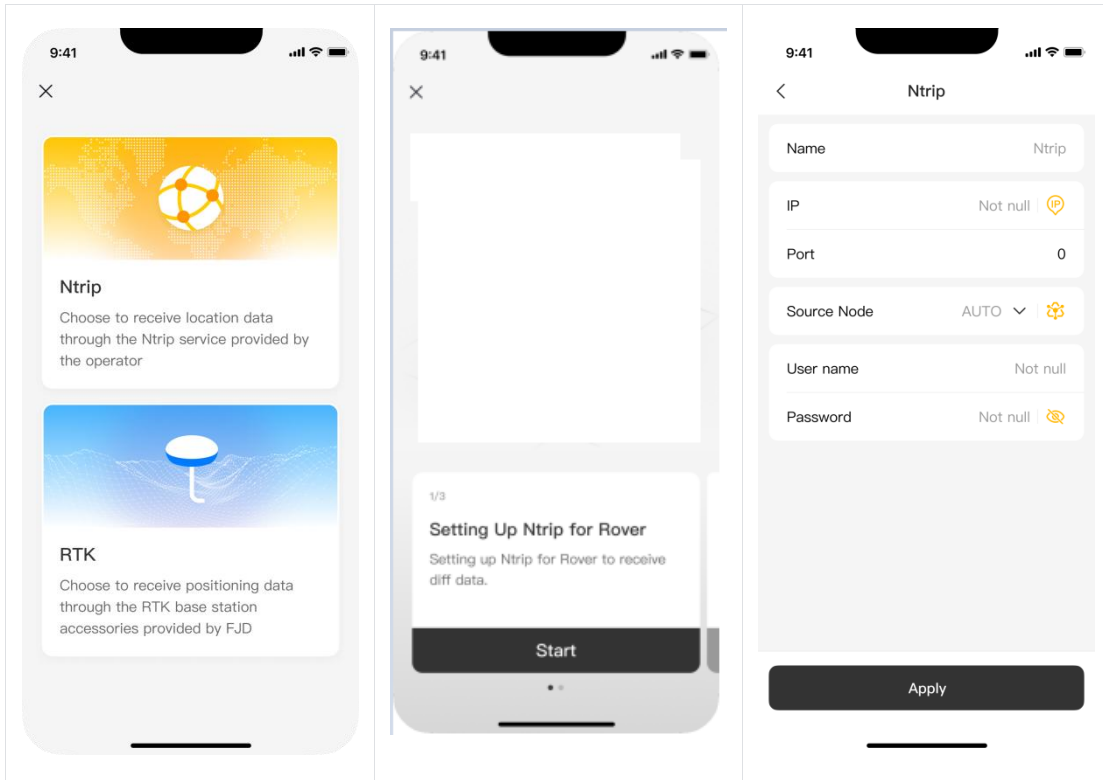 9:41
Ntrip
Choose to receive location data
through the Ntrip service provided by
the operator
RTK
Choose to receive positioning data
through the RTK base station
accessories provided by FJD
9:41
1/3
Setting Up Ntrip for Rover
Setting up Ntrip for Rover to receive
diff data.
Start
9:41
Ntrip
Name Ntrip
IP Not null IP
Port 0
Source Node AUTO
User name Not null
Password Not null
Apply